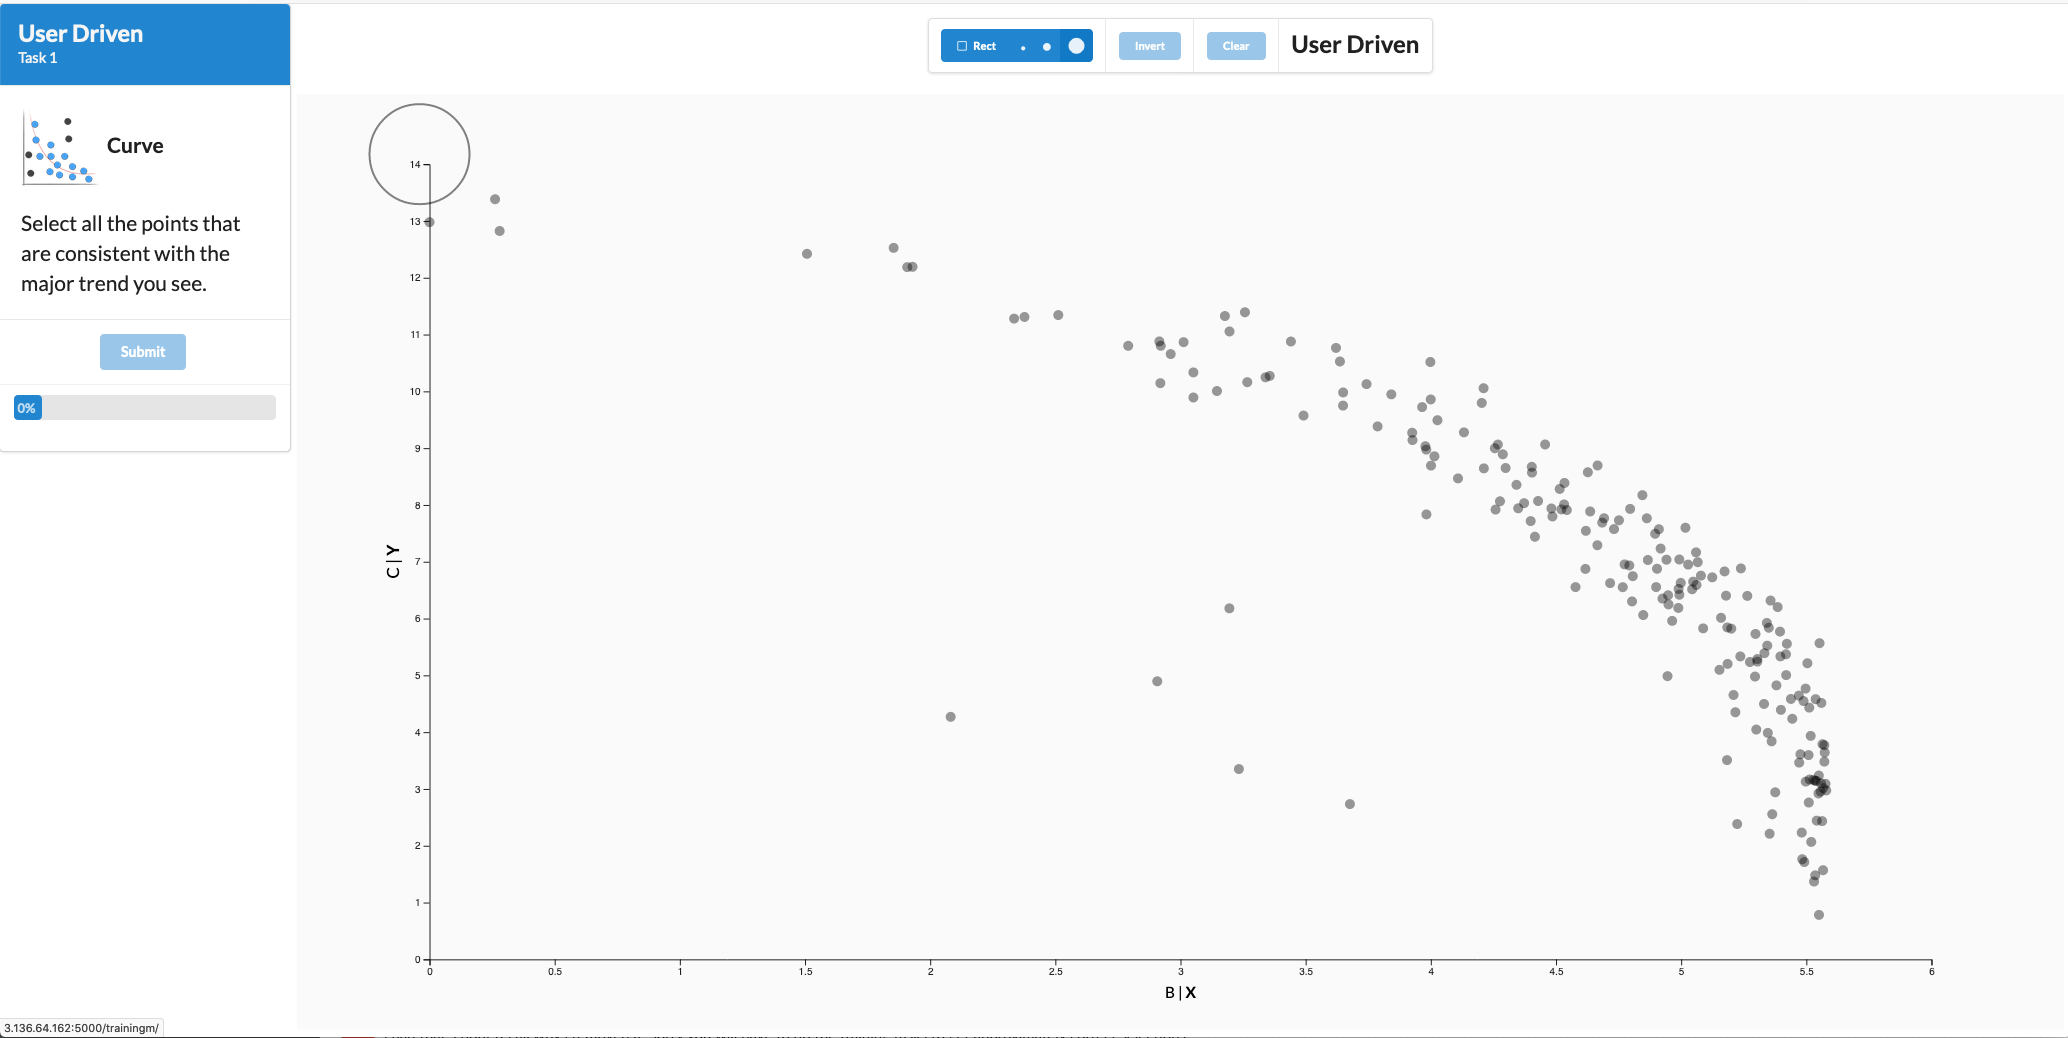 User Driven
Task 1
Rect
Invert
Clear
User Driven
Curve
Select all the points that
are consistent with the
major trend you see.
Submit
0%
14
13
12
11
10
9
8
7
6
5
4
3
2
1
0
C|Y
0
0.5
1
1.5
2
2.5
3
3.5
4
4.5
5
5.5
6
B|X
3.136.64.162:5000/trainingm/